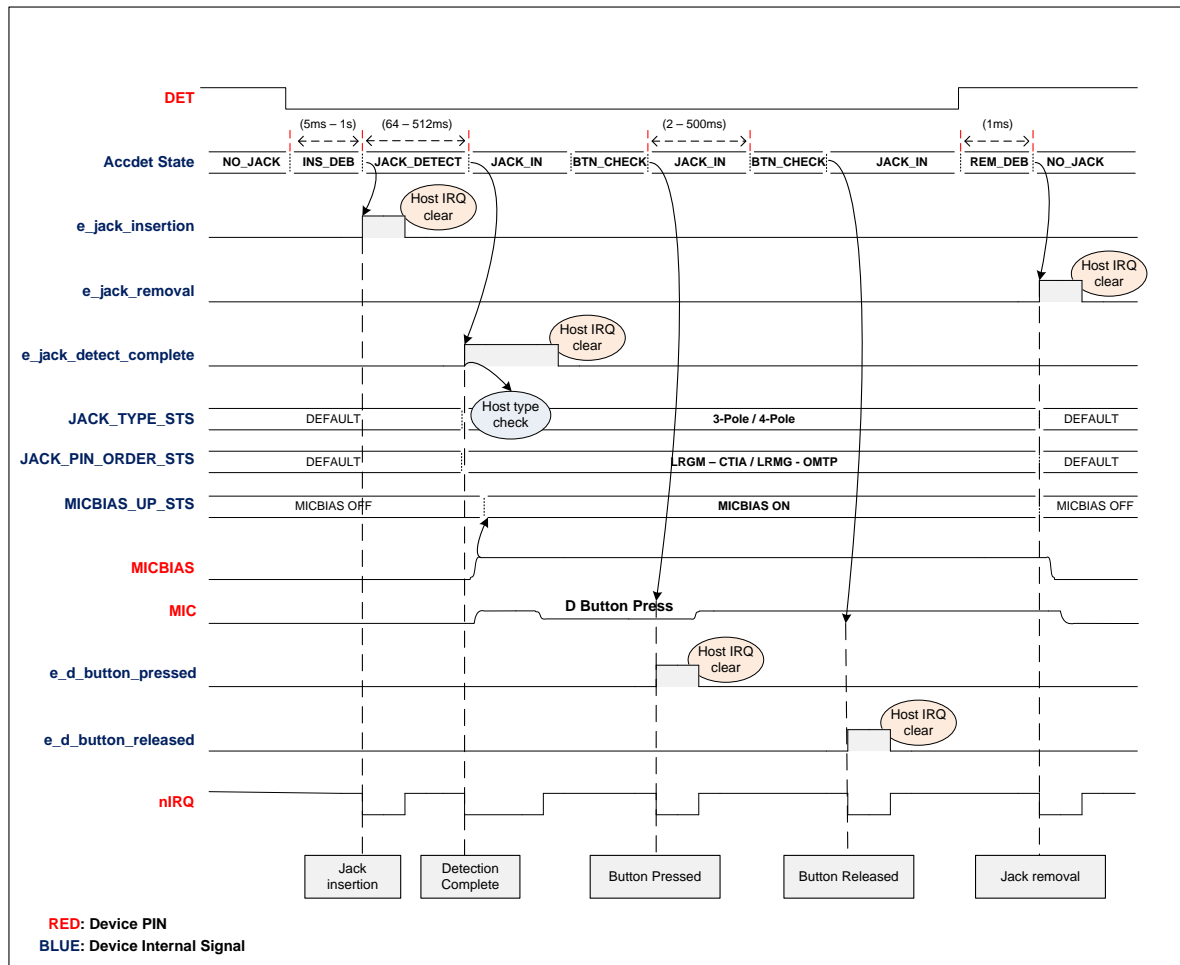 DET
(5ms – 1s) (64 – 512ms) (2 – 500ms) (1ms)
Accdet State NO_JACK INS_DEB JACK_DETECT JACK_IN BTN_CHECK JACK_IN BTN_CHECK JACK_IN REM_DEB NO_JACK
Host IRQ
clear
e_jack_insertion
Host IRQ
clear
e_jack_removal
Host IRQ
clear
e_jack_detect_complete
Host type
check
JACK_TYPE_STS DEFAULT 3-Pole / 4-Pole DEFAULT
JACK_PIN_ORDER_STS DEFAULT LRGM – CTIA / LRMG - OMTP DEFAULT
MICBIAS_UP_STS MICBIAS OFF MICBIAS ON MICBIAS OFF
MICBIAS
MIC D Button Press
Host IRQ
clear
e_d_button_pressed
Host IRQ
clear
e_d_button_released
nIRQ
Jack
insertion
Detection
Complete
Button Pressed
Button Released
Jack removal
RED: Device PIN
BLUE: Device Internal Signal